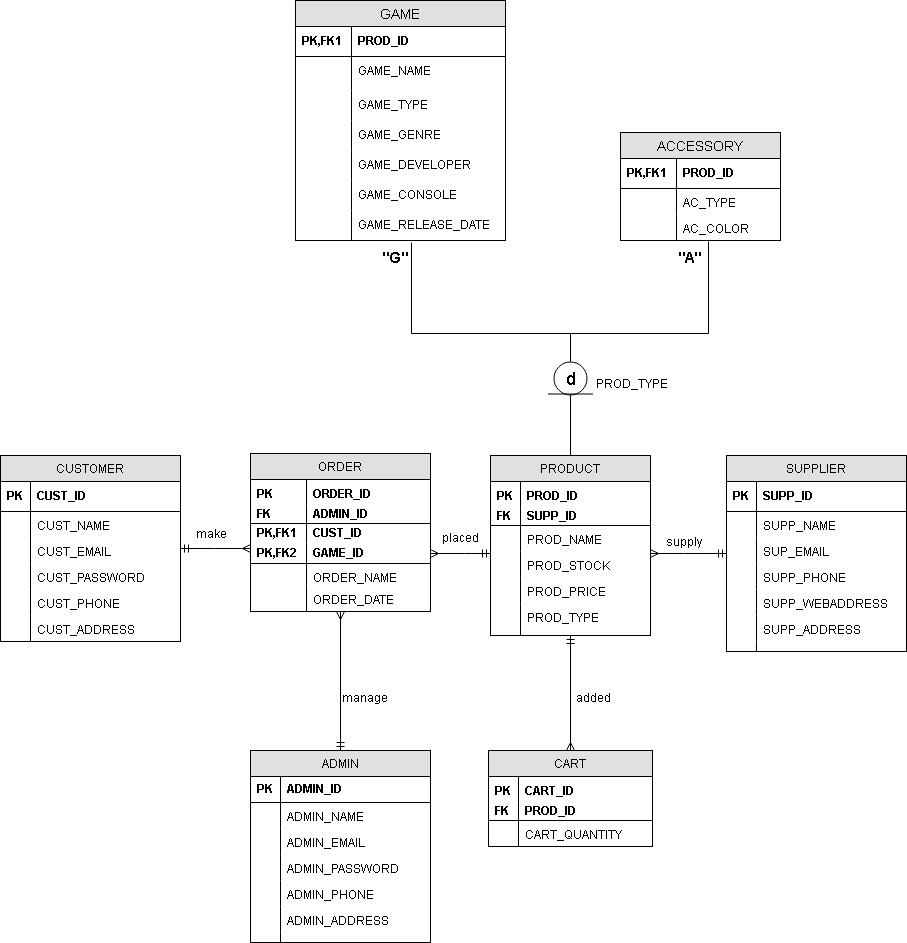 GAME
PK,FK1 PROD_ID
GAME_NAME
GAME_TYPE
GAME_GENRE
GAME_DEVELOPER
GAME_CONSOLE
GAME_RELEASE_DATE
"G"
ACCESSORY
PK,FK1 PROD_ID
AC_TYPE
AC_COLOR
"A"
d PROD_TYPE
CUSTOMER
PK CUST_ID
CUST_NAME
CUST_EMAIL
CUST_PASSWORD
CUST_PHONE
CUST_ADDRESS
make
ORDER
PK ORDER_ID
FK ADMIN_ID
PK,FK1 CUST_ID
PK,FK2 GAME_ID
ORDER_NAME
ORDER_DATE
placed
PRODUCT
PK PROD_ID
FK SUPP_ID
PROD_NAME
PROD_STOCK
PROD_PRICE
PROD_TYPE
supply
SUPPLIER
PK SUPP_ID
SUPP_NAME
SUP_EMAIL
SUPP_PHONE
SUPP_WEBADDRESS
SUPP_ADDRESS
manage
added
ADMIN
PK ADMIN_ID
ADMIN_NAME
ADMIN_EMAIL
ADMIN_PASSWORD
ADMIN_PHONE
ADMIN_ADDRESS
CART
PK CART_ID
FK PROD_ID
CART_QUANTITY